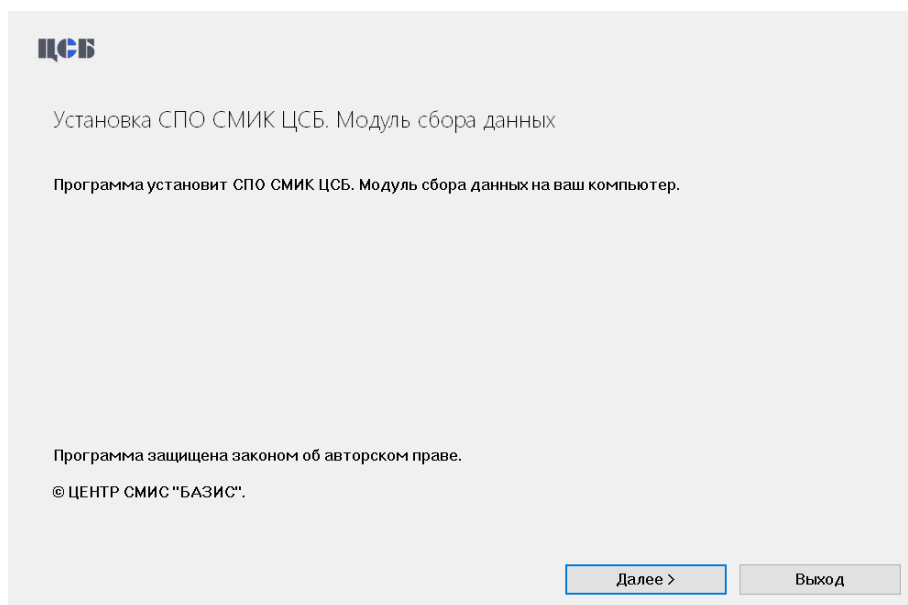 ЦСБ
Установка СПО СМИК ЦСБ. Модуль сбора данных
Программа установит СПО СМИК ЦСБ. Модуль сбора данных на ваш компьютер.
Программа защищена законом об авторском праве.
© ЦЕНТР СМИС "БАЗИС".
Далее >
Выход